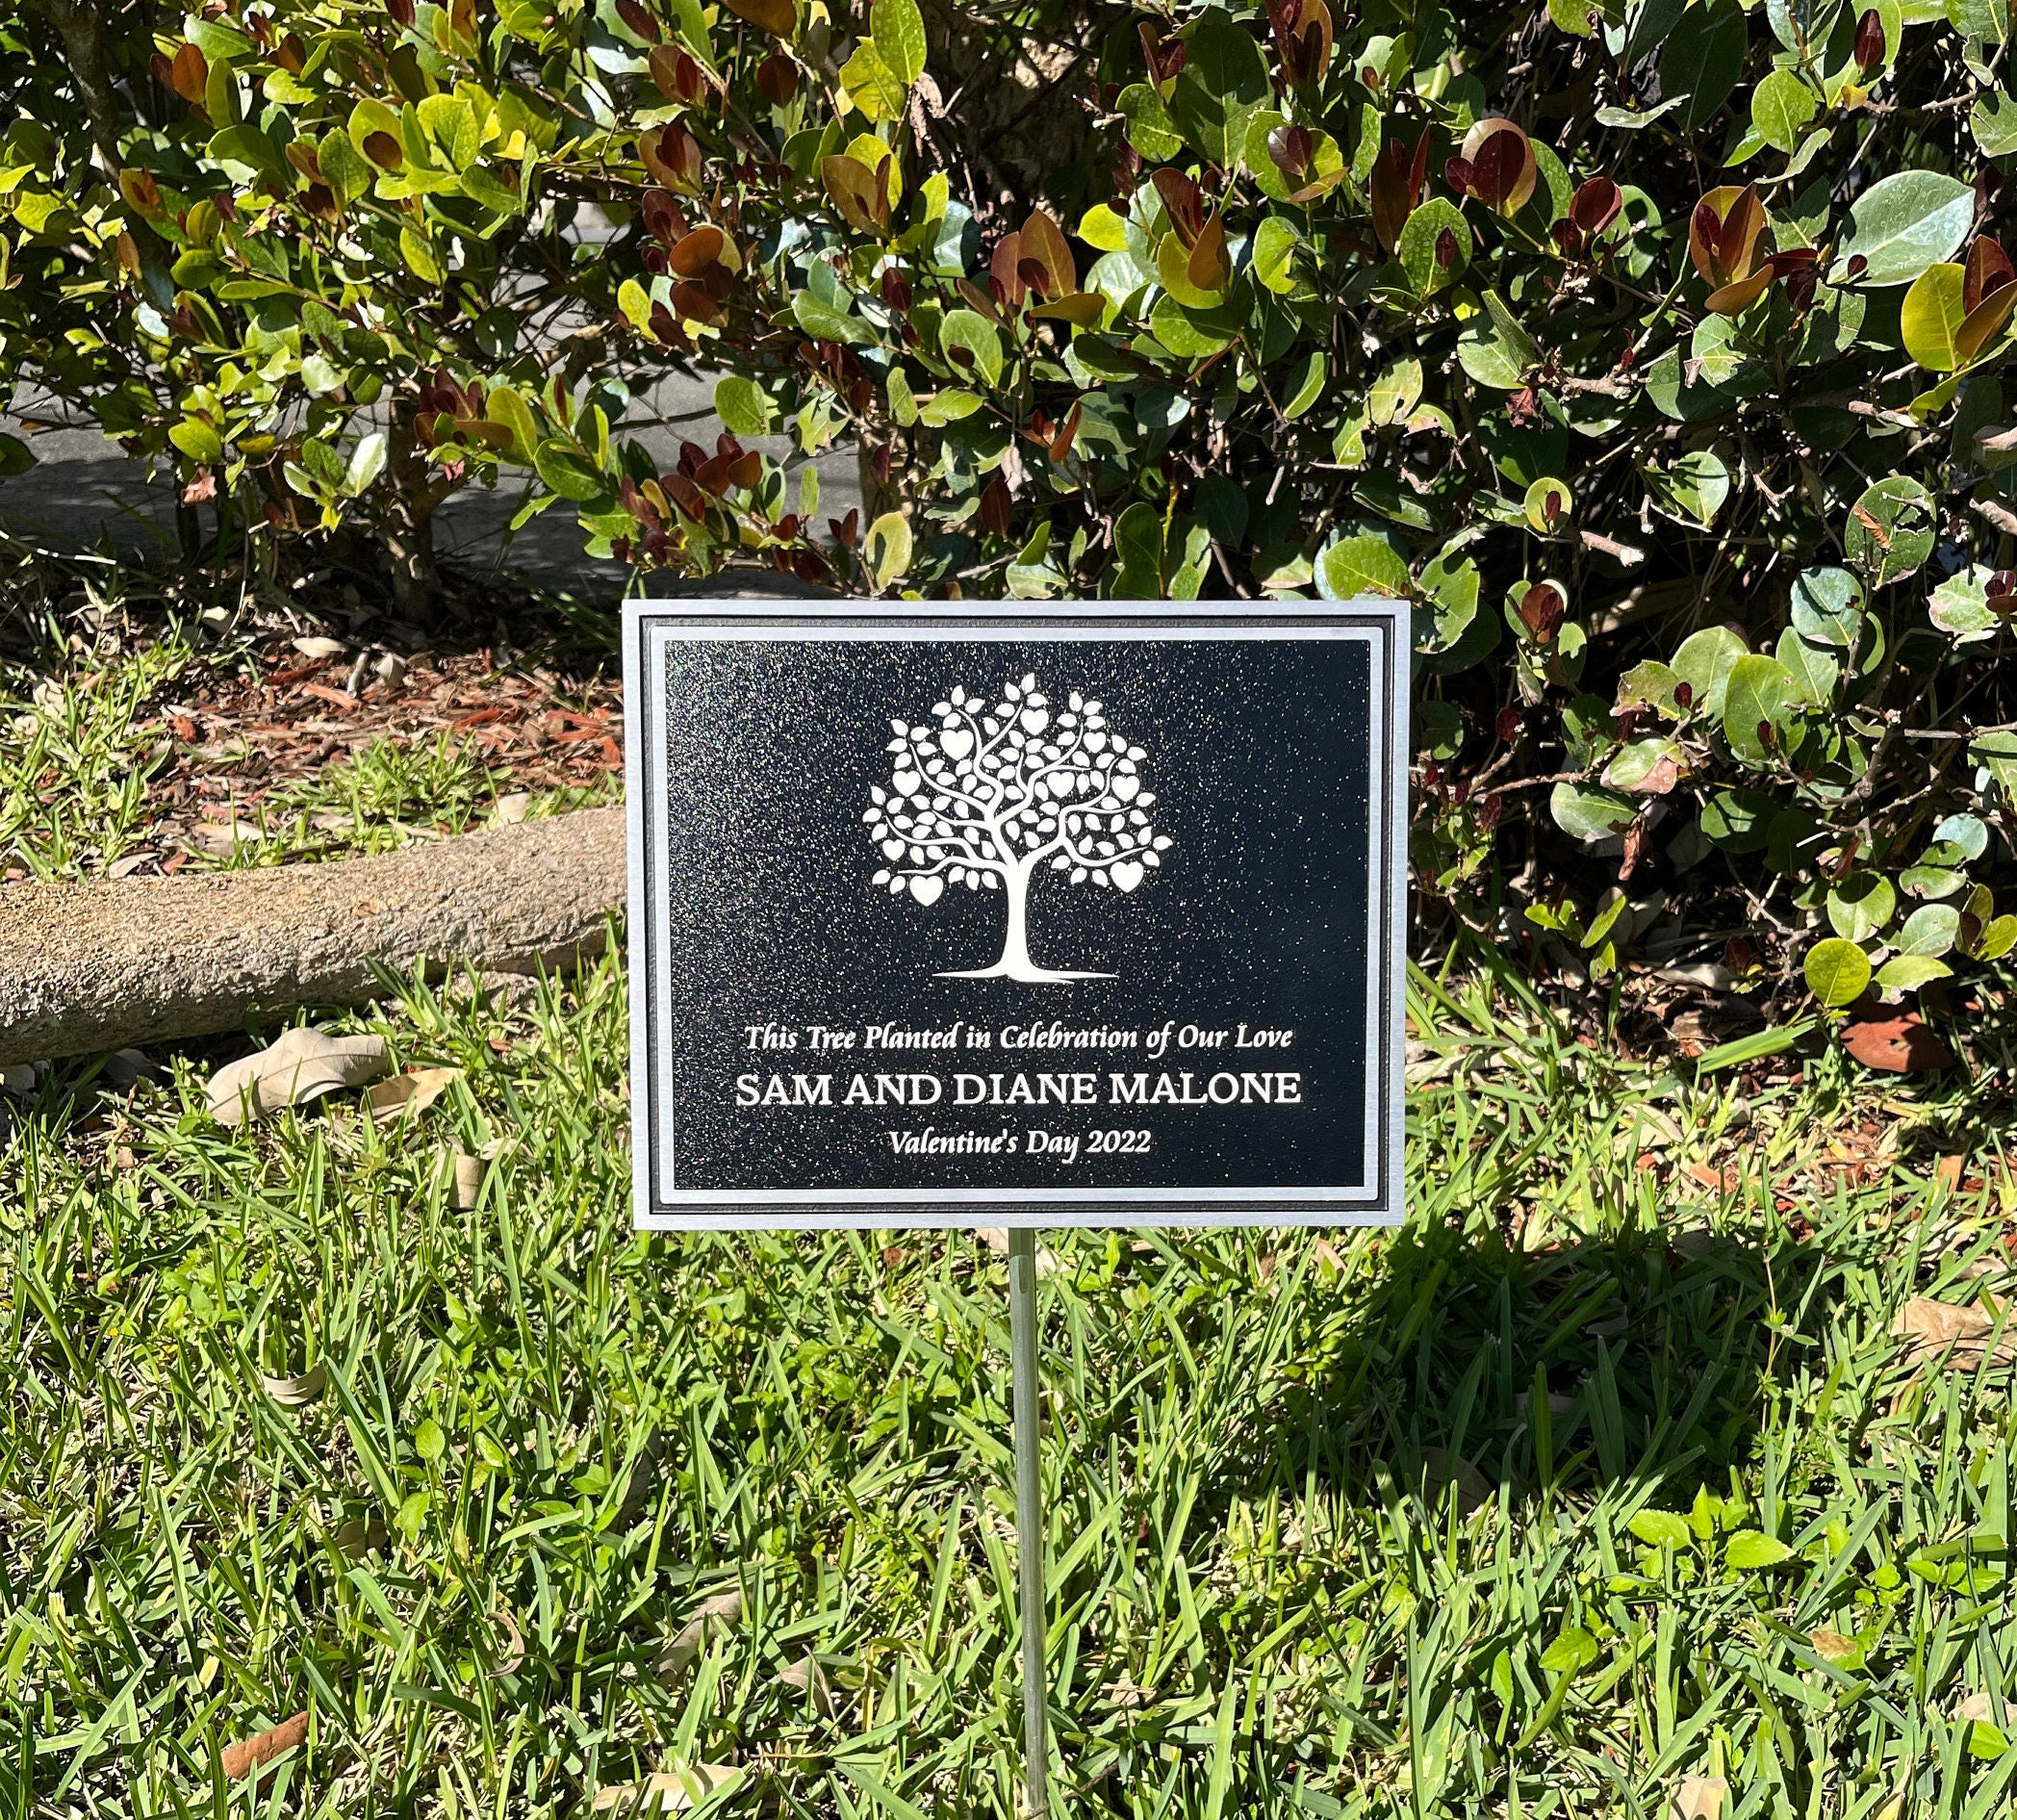 This Tree Planted in Celebration of Our Love
SAM AND DIANE MALONE
Valentine's Day 2022